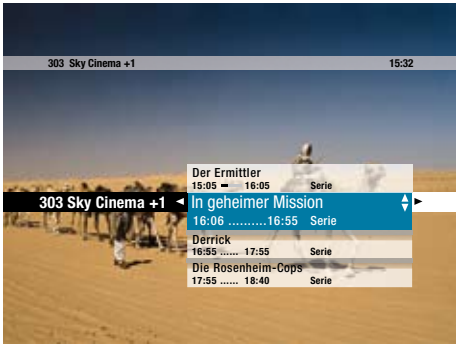 303 Sky Cinema +1 15:32
Der Ermittler
15:05 – 16:05 Serie
303 Sky Cinema +1 ◄ In geheimer Mission ►
16:06 ..........16:55 Serie
Derrick
16:55 ...... 17:55 Serie
Die Rosenheim-Cops
17:55 ...... 18:40 Serie